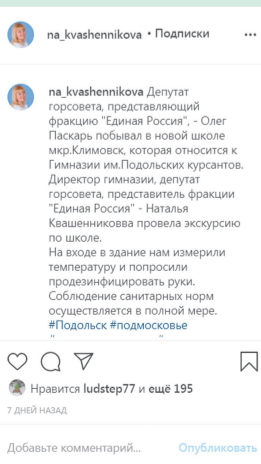 na_kvashennikova • Подписки
na_kvashennikova Депутат
горсовета, представляющий
фракцию "Единая Россия", - Олег
Паскарь побывал в новой школе
мкр.Климовск, которая относится к
Гимназии им.Подольских курсантов.
Директор гимназии, депутат
горсовета, представитель фракции
"Единая Россия" - Наталья
Квашенниковва провела экскурсию
по школе.
На входе в здание нам измерили
температуру и попросили
продезинфицировать руки.
Соблюдение санитарных норм
осуществляется в полной мере.
#Подольск #подмосковье
Нравится ludstep77 и ещё 195
7 ДНЕЙ НАЗАД
Добавьте комментарий... Опубликовать